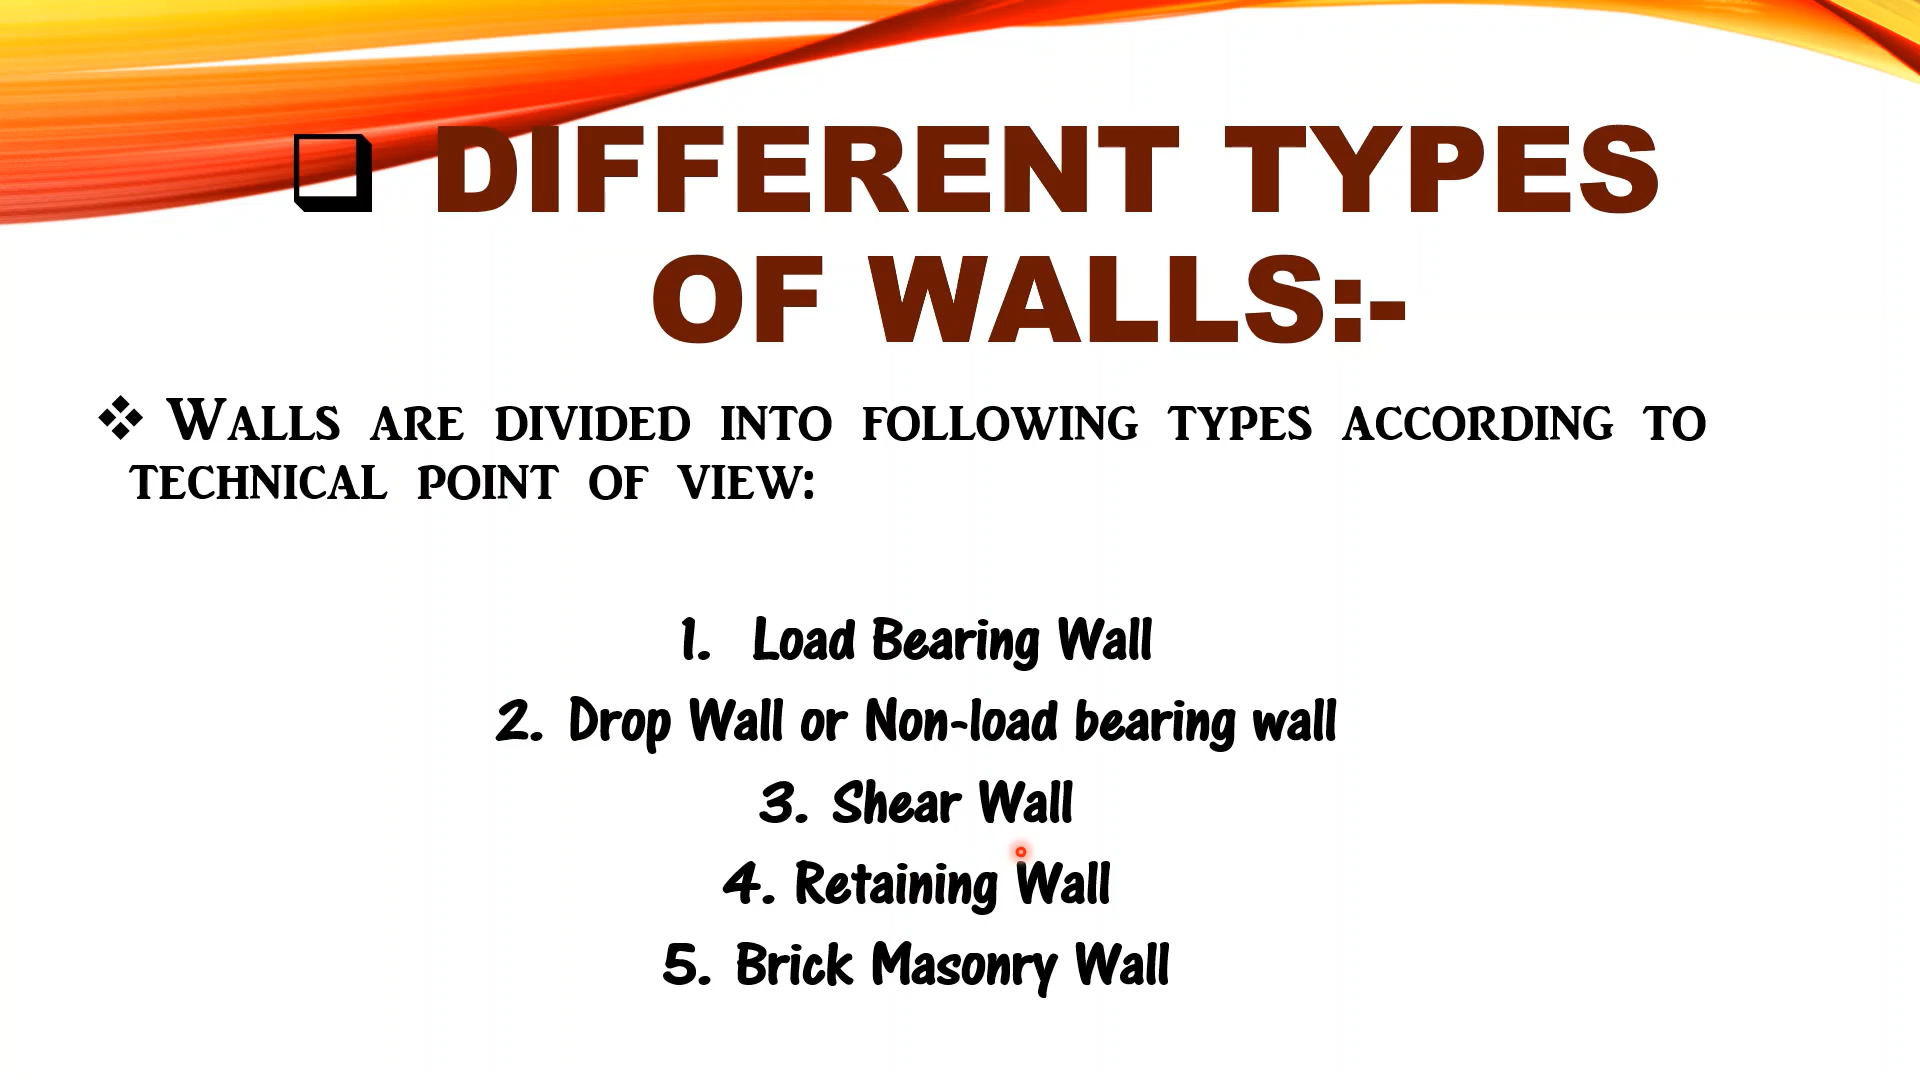 ❑ DIFFERENT TYPES
OF WALLS:-
❖ WALLS ARE DIVIDED INTO FOLLOWING TYPES ACCORDING TO
TECHNICAL POINT OF VIEW:
1. Load Bearing Wall
2. Drop Wall or Non-load bearing wall
3. Shear Wall
4. Retaining Wall
5. Brick Masonry Wall